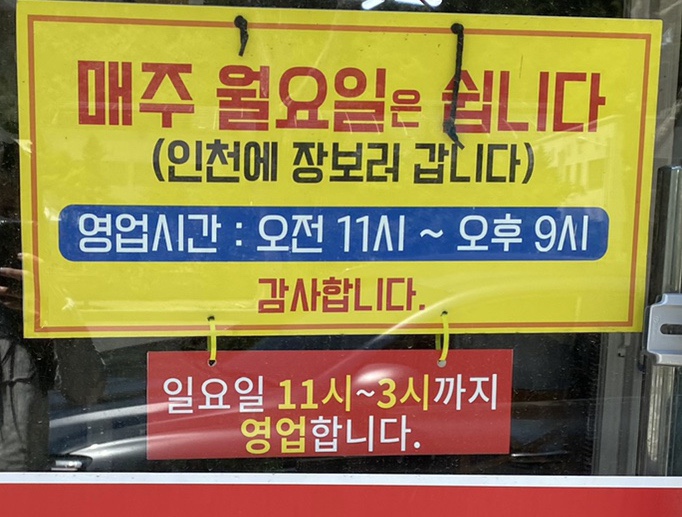 매주 월요일은 쉽니다
(인천에 장보러 갑니다)
영업시간 : 오전 11시 ~ 오후 9시
감사합니다.
일요일 11시~3시까지
영업합니다.